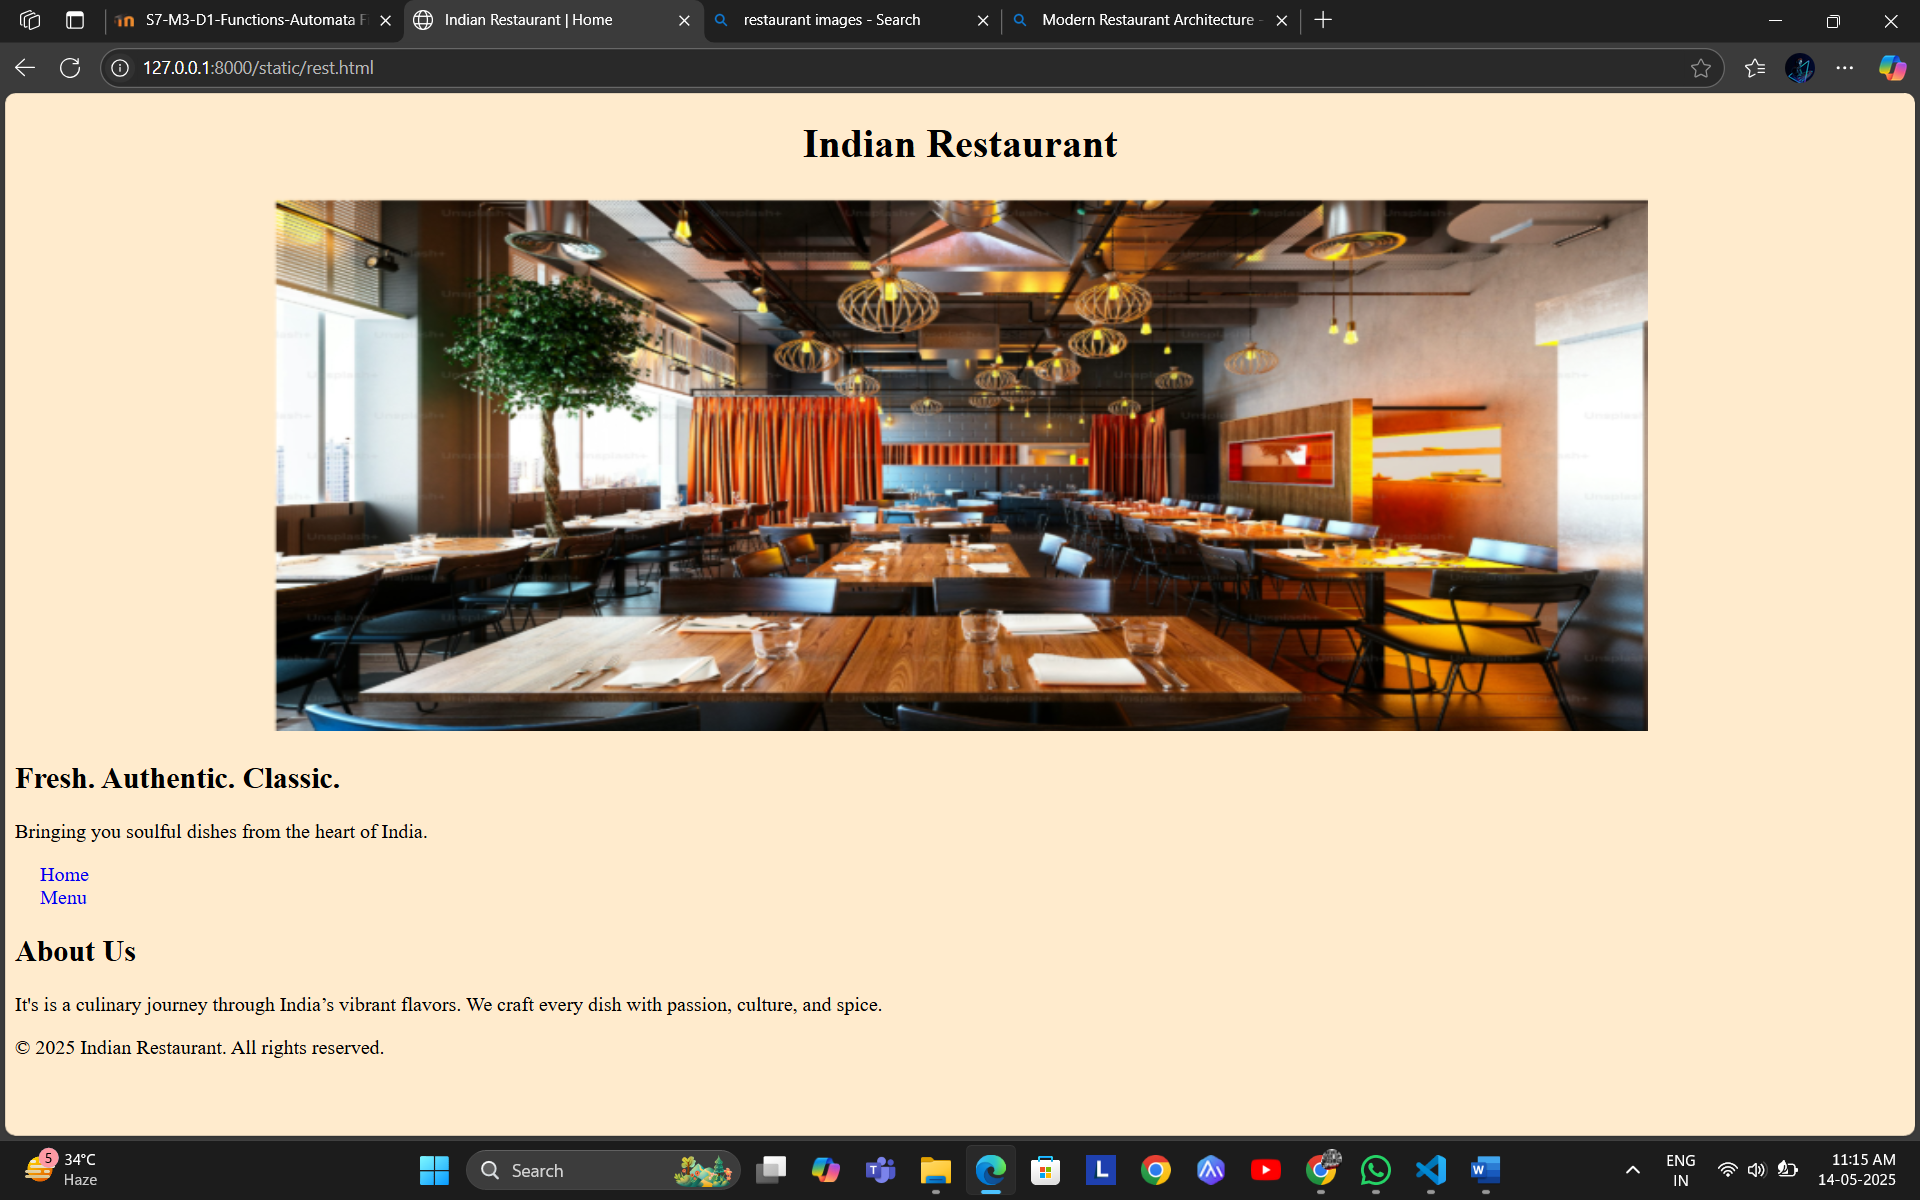 S7-M3-D1-Functions-Automata
Indian Restaurant | Home
restaurant images - Search
Modern Restaurant Architecture -
127.0.0.1:8000/static/rest.html
Indian Restaurant
Fresh. Authentic. Classic.
Bringing you soulful dishes from the heart of India.
Home
Menu
About Us
It's is a culinary journey through India’s vibrant flavors. We craft every dish with passion, culture, and spice.
© 2025 Indian Restaurant. All rights reserved.
5
34°C
Haze
Search
L
ENG
IN
11:15 AM
14-05-2025